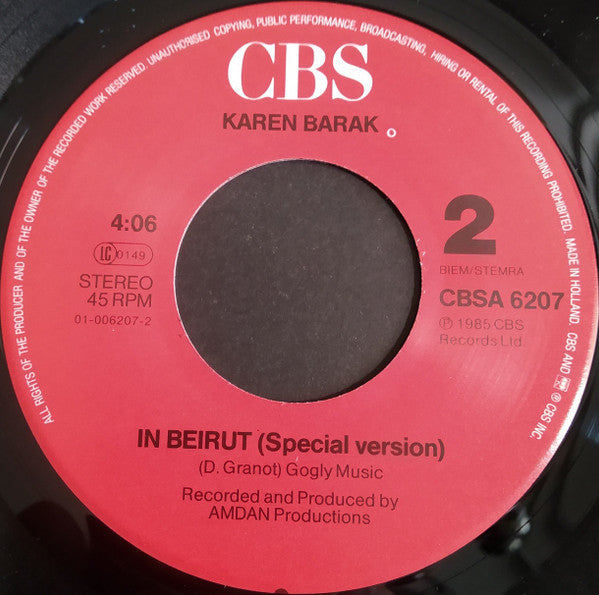 ALL RIGHTS OF THE PRODUCER AND OF THE OWNER OF THE RECORDED WORK RESERVED. UNAUTHORISED COPYING, PUBLIC PERFORMANCE, BROADCASTING, HIRING OR RENTAL OF THIS RECORDING PROHIBITED. MADE IN HOLLAND. CBS AND ® CBS INC.
CBS
KAREN BARAK
4:06
LC 0149
STEREO
45 RPM
01-006207-2
2
BIEM/STEMRA
CBSA 6207
℗ 1985 CBS
Records Ltd.
IN BEIRUT (Special version)
(D. Granot) Gogly Music
Recorded and Produced by
AMDAN Productions